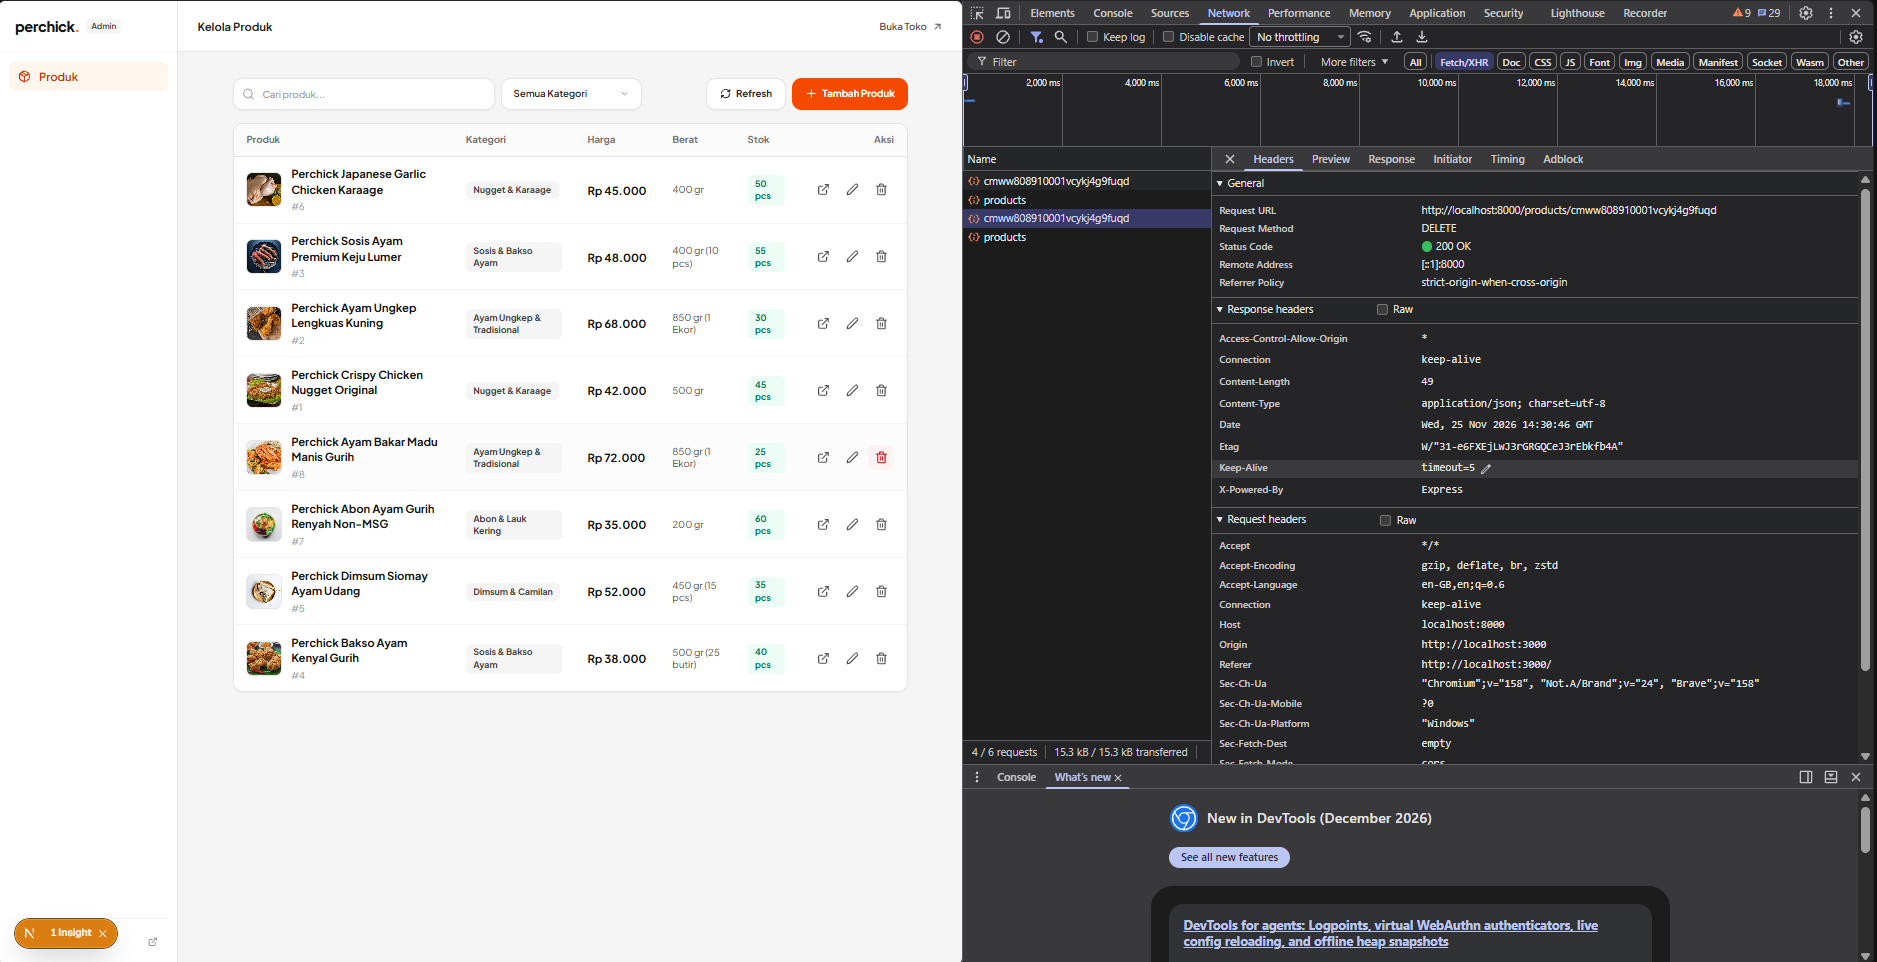 perchick.
Admin
Produk
1 Insight
Kelola Produk
Buka Toko
Cari produk...
Semua Kategori
Refresh
+ Tambah Produk
Produk Kategori Harga Berat Stok Aksi
Perchick Japanese Garlic
Chicken Karaage
#6
Nugget & Karaage
Rp 45.000
400 gr
50
pcs
Perchick Sosis Ayam
Premium Keju Lumer
#3
Sosis & Bakso
Ayam
Rp 48.000
400 gr (10
pcs)
55
pcs
Perchick Ayam Ungkep
Lengkuas Kuning
#2
Ayam Ungkep &
Tradisional
Rp 68.000
850 gr (1
Ekor)
30
pcs
Perchick Crispy Chicken
Nugget Original
#1
Nugget & Karaage
Rp 42.000
500 gr
45
pcs
Perchick Ayam Bakar Madu
Manis Gurih
#8
Ayam Ungkep &
Tradisional
Rp 72.000
850 gr (1
Ekor)
25
pcs
Perchick Abon Ayam Gurih
Renyah Non-MSG
#7
Abon & Lauk
Kering
Rp 35.000
200 gr
60
pcs
Perchick Dimsum Siomay
Ayam Udang
#5
Dimsum & Camilan
Rp 52.000
450 gr (15
pcs)
35
pcs
Perchick Bakso Ayam
Kenyal Gurih
#4
Sosis & Bakso
Ayam
Rp 38.000
500 gr (25
butir)
40
pcs
Elements Console Sources Network Performance Memory Application Security Lighthouse Recorder 9 29
Keep log Disable cache No throttling
Filter Invert More filters All Fetch/XHR Doc CSS JS Font Img Media Manifest Socket Wasm Other
2,000 ms 4,000 ms 6,000 ms 8,000 ms 10,000 ms 12,000 ms 14,000 ms 16,000 ms 18,000 ms
Name
cmww808910001vcykj4g9fuqd
products
cmww808910001vcykj4g9fuqd
products
4 / 6 requests 15.3 kB / 15.3 kB transferred
Headers Preview Response Initiator Timing Adblock
General
Request URL http://localhost:8000/products/cmww808910001vcykj4g9fuqd
Request Method DELETE
Status Code 200 OK
Remote Address [::1]:8000
Referrer Policy strict-origin-when-cross-origin
Response headers Raw
Access-Control-Allow-Origin *
Connection keep-alive
Content-Length 49
Content-Type application/json; charset=utf-8
Date Wed, 25 Nov 2026 14:30:46 GMT
Etag W/"31-e6FXEjLwJ3rGRGQCeJ3rEbkfb4A"
Keep-Alive timeout=5
X-Powered-By Express
Request headers Raw
Accept */*
Accept-Encoding gzip, deflate, br, zstd
Accept-Language en-GB,en;q=0.6
Connection keep-alive
Host localhost:8000
Origin http://localhost:3000
Referer http://localhost:3000/
Sec-Ch-Ua "Chromium";v="158", "Not.A/Brand";v="24", "Brave";v="158"
Sec-Ch-Ua-Mobile ?0
Sec-Ch-Ua-Platform "Windows"
Sec-Fetch-Dest empty
Sec-Fetch-Mode cors
Console What's new
New in DevTools (December 2026)
See all new features
DevTools for agents: Logpoints, virtual WebAuthn authenticators, live
config reloading, and offline heap snapshots